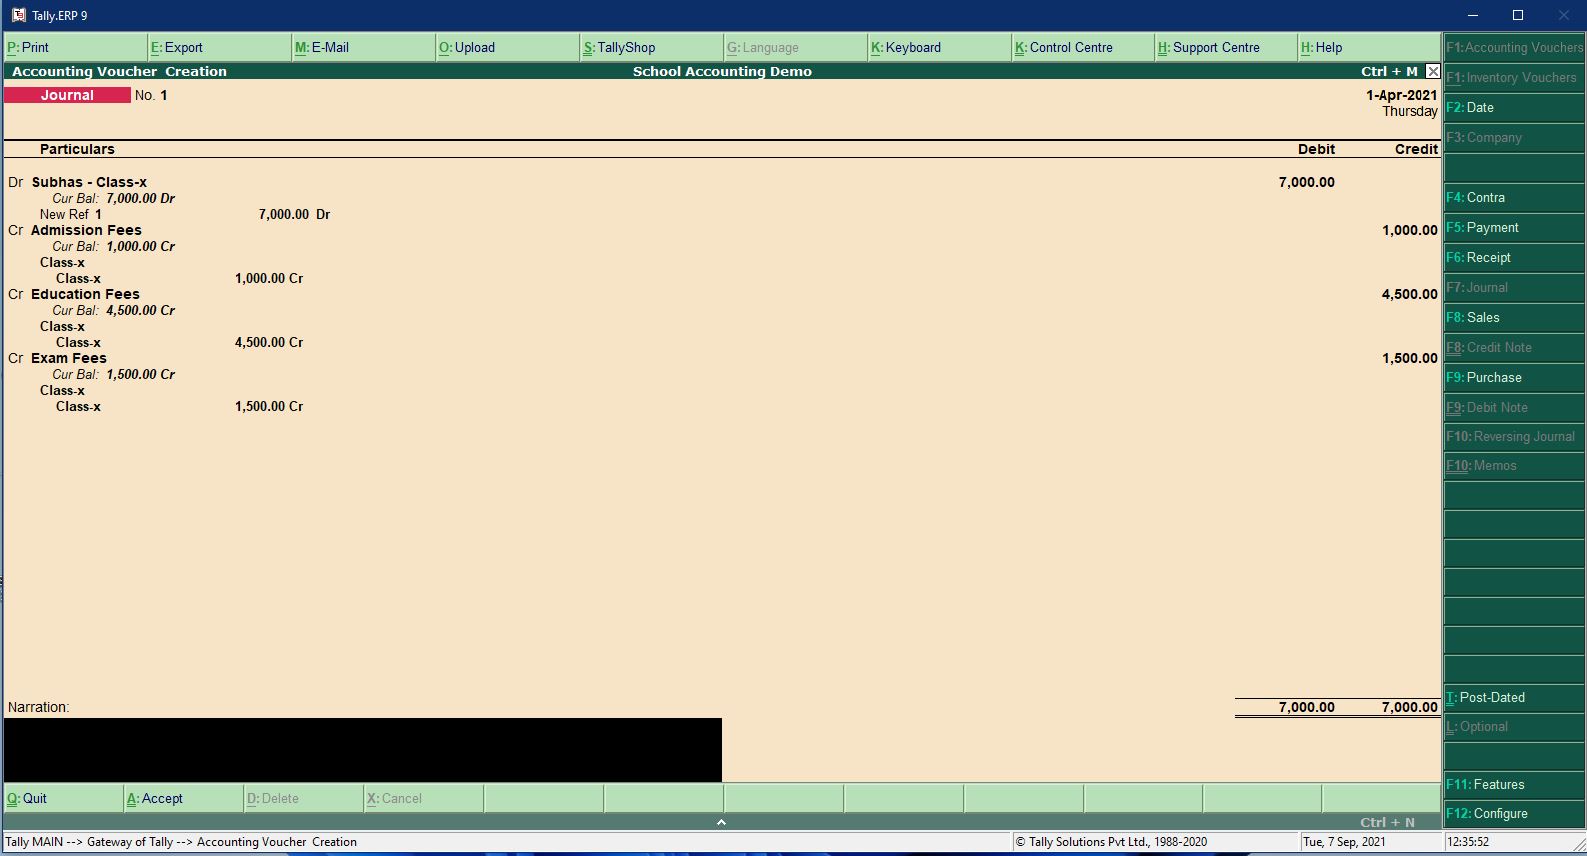 Tally.ERP 9
P: Print E: Export M: E-Mail O: Upload S: TallyShop G: Language K: Keyboard K: Control Centre H: Support Centre H: Help
Accounting Voucher Creation School Accounting Demo Ctrl + M
Journal No. 1 1-Apr-2021
Thursday
Particulars Debit Credit
Dr Subhas - Class-x 7,000.00
Cur Bal: 7,000.00 Dr
New Ref 1 7,000.00 Dr
Cr Admission Fees 1,000.00
Cur Bal: 1,000.00 Cr
Class-x
Class-x 1,000.00 Cr
Cr Education Fees 4,500.00
Cur Bal: 4,500.00 Cr
Class-x
Class-x 4,500.00 Cr
Cr Exam Fees 1,500.00
Cur Bal: 1,500.00 Cr
Class-x
Class-x 1,500.00 Cr
Narration: 7,000.00 7,000.00
F1: Accounting Vouchers
F1: Inventory Vouchers
F2: Date
F3: Company
F4: Contra
F5: Payment
F6: Receipt
F7: Journal
F8: Sales
F8: Credit Note
F9: Purchase
F9: Debit Note
F10: Reversing Journal
F10: Memos
T: Post-Dated
L: Optional
F11: Features
F12: Configure
Q: Quit A: Accept D: Delete X: Cancel
Ctrl + N
Tally MAIN --> Gateway of Tally --> Accounting Voucher Creation © Tally Solutions Pvt Ltd., 1988-2020 Tue, 7 Sep, 2021 12:35:52